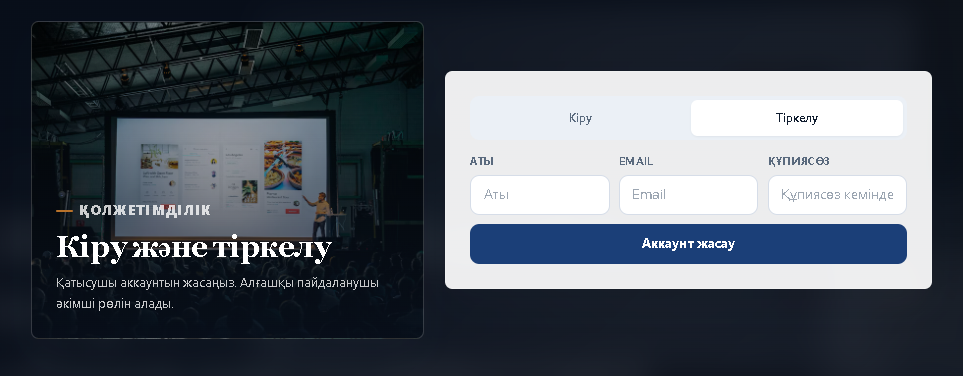 ҚОЛЖЕТІМДІЛІК
Кіру және тіркелу
Қатысушы аккаунтын жасаңыз. Алғашқы пайдаланушы
әкімші рөлін алады.
Кіру
Тіркелу
АТЫ
EMAIL
ҚҰПИЯСӨЗ
Аты
Email
Құпиясөз кемінде
Аккаунт жасау